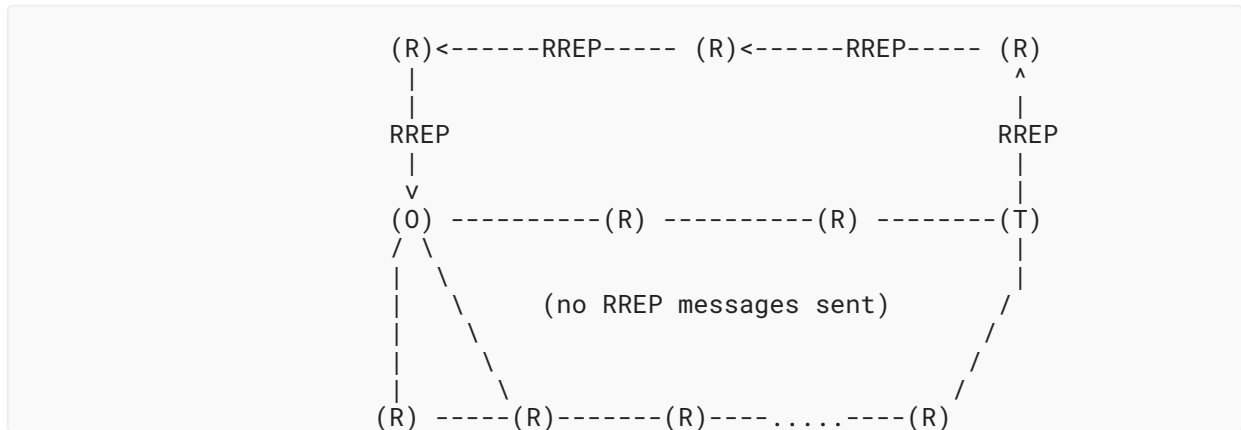 (R)<------RREP----- (R)<------RREP----- (R)
|                                       ^
|                                       |
RREP                                    RREP
|                                       |
v                                       |
(O) ----------(R) ----------(R) --------(T)
/ \                                     |
|  \                                    |
|   \     (no RREP messages sent)      /
|    \                                /
|     \                              /
|      \                            /
(R) -----(R)-------(R)----.....----(R)